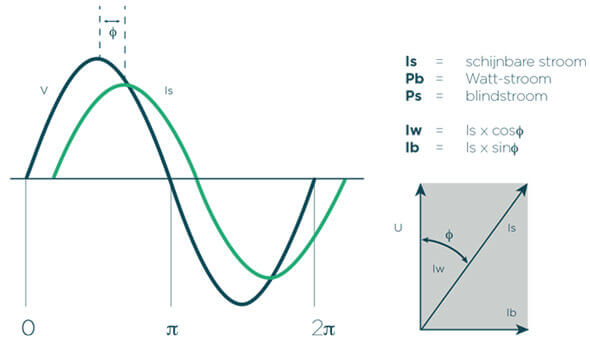 ϕ
V
Is
0
π
2π
Is = schijnbare stroom
Pb = Watt-stroom
Ps = blindstroom
Iw = Is x cosϕ
Ib = Is x sinϕ
U
ϕ
Is
Iw
Ib